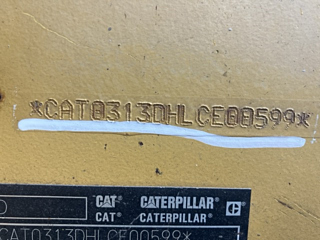 *CAT0313DHLCE00599*
D CAT® CATERPILLAR®
CAT® CATERPILLAR
CAT0313DHLCE00599*